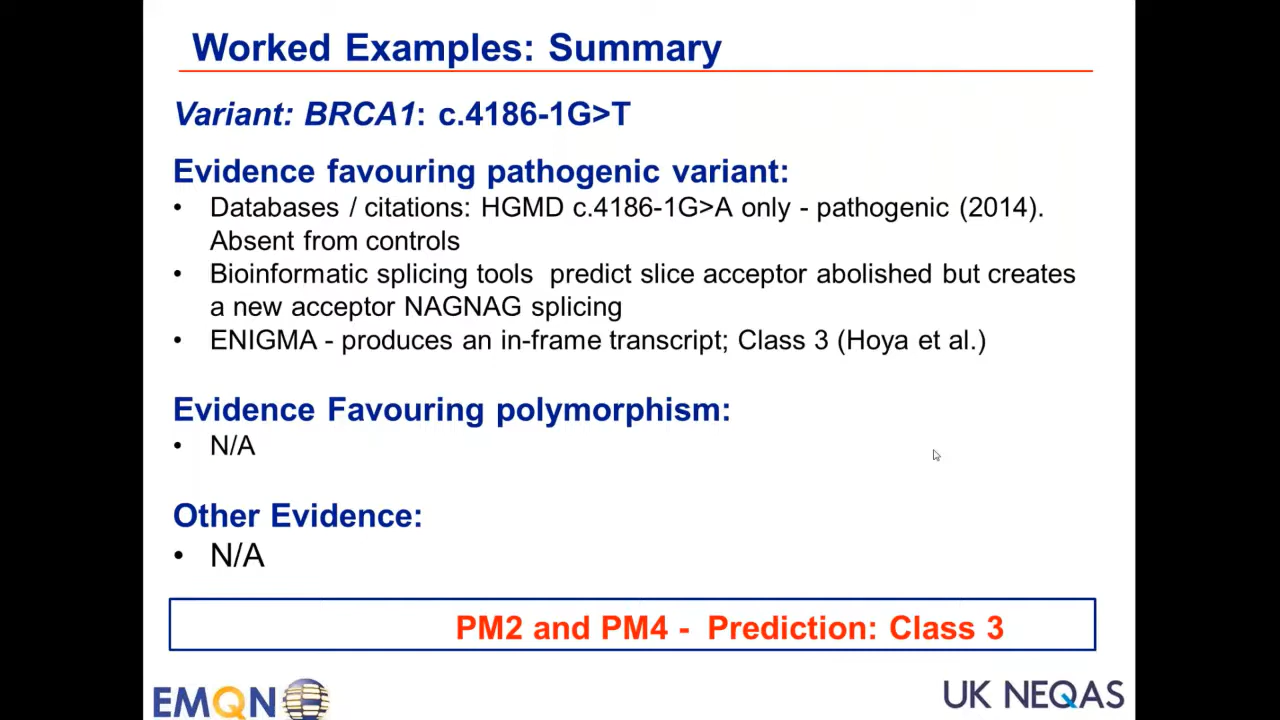 Worked Examples: Summary
Variant: BRCA1: c.4186-1G>T
Evidence favouring pathogenic variant:
• Databases / citations: HGMD c.4186-1G>A only - pathogenic (2014).
Absent from controls
• Bioinformatic splicing tools predict slice acceptor abolished but creates
a new acceptor NAGNAG splicing
• ENIGMA - produces an in-frame transcript; Class 3 (Hoya et al.)
Evidence Favouring polymorphism:
• N/A
Other Evidence:
• N/A
PM2 and PM4 - Prediction: Class 3
EMQN
UK NEQAS